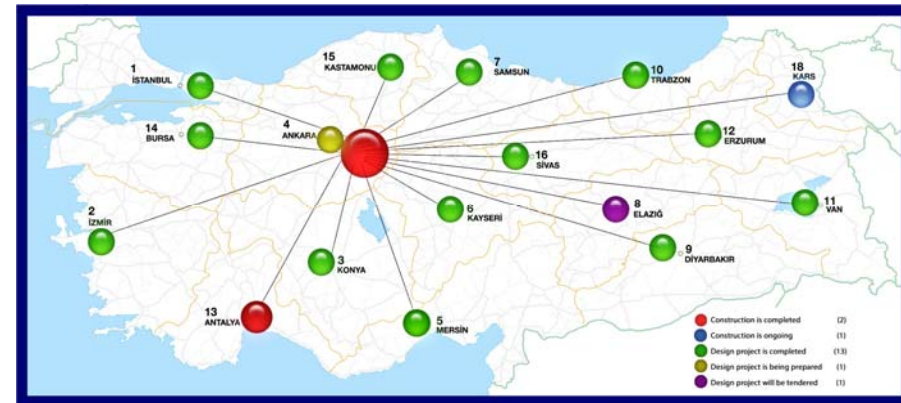 15
KASTAMONU
7
SAMSUN
1
İSTANBUL
10
TRABZON
18
KARS
4
ANKARA
14
BURSA
12
ERZURUM
16
SİVAS
2
İZMİR
6
KAYSERİ
8
ELAZIĞ
11
VAN
3
KONYA
9
DİYARBAKIR
13
ANTALYA
5
MERSİN
Construction is completed (2)
Construction is ongoing (1)
Design project is completed (13)
Design project is being prepared (1)
Design project will be tendered (1)